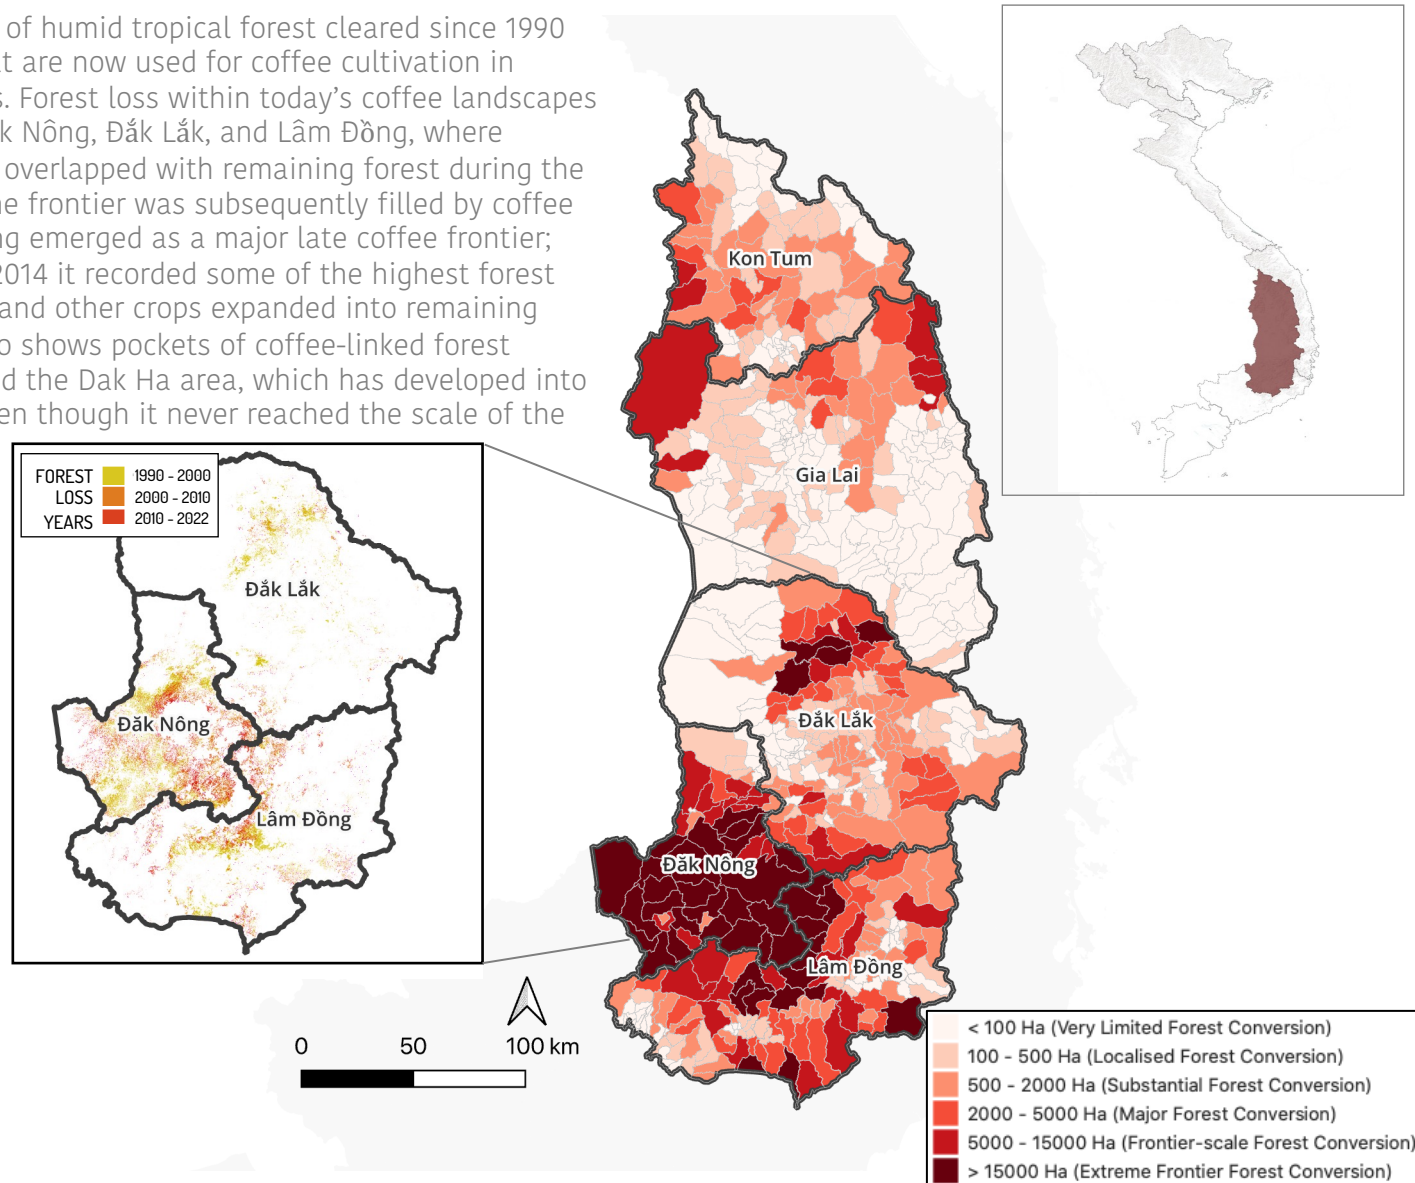 of humid tropical forest cleared since 1990
t are now used for coffee cultivation in
s. Forest loss within today's coffee landscapes
k Nông, Đắk Lắk, and Lâm Đồng, where
overlapped with remaining forest during the
ne frontier was subsequently filled by coffee
ng emerged as a major late coffee frontier;
2014 it recorded some of the highest forest
and other crops expanded into remaining
o shows pockets of coffee-linked forest
d the Dak Ha area, which has developed into
en though it never reached the scale of the
Kon Tum
Gia Lai
Đắk Lắk
Đăk Nông
Lâm Đồng
FOREST LOSS YEARS
1990 - 2000
2000 - 2010
2010 - 2022
Đắk Lắk
Đăk Nông
Lâm Đồng
0 50 100 km
< 100 Ha (Very Limited Forest Conversion)
100 - 500 Ha (Localised Forest Conversion)
500 - 2000 Ha (Substantial Forest Conversion)
2000 - 5000 Ha (Major Forest Conversion)
5000 - 15000 Ha (Frontier-scale Forest Conversion)
> 15000 Ha (Extreme Frontier Forest Conversion)